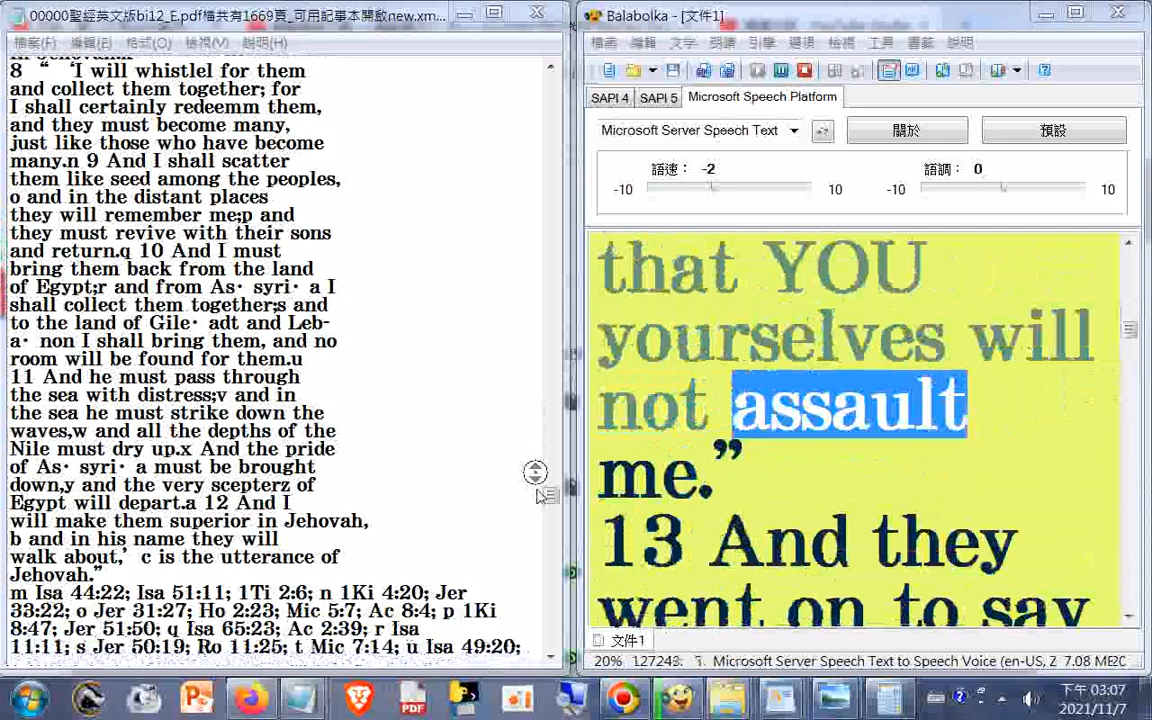 00000聖經英文版bi12_E.pdf檔共有1669頁_可用記事本開啟new.xm...
檔案(F) 編輯(E) 格式(O) 檢視(V) 說明(H)
8 “ ‘I will whistlel for them
and collect them together; for
I shall certainly redeemm them,
and they must become many,
just like those who have become
many.n 9 And I shall scatter
them like seed among the peoples,
o and in the distant places
they will remember me;p and
they must revive with their sons
and return.q 10 And I must
bring them back from the land
of Egypt;r and from As· syri· a I
shall collect them together;s and
to the land of Gile· adt and Leb-
a· non I shall bring them, and no
room will be found for them.u
11 And he must pass through
the sea with distress;v and in
the sea he must strike down the
waves,w and all the depths of the
Nile must dry up.x And the pride
of As· syri· a must be brought
down,y and the very scepterz of
Egypt will depart.a 12 And I
will make them superior in Jehovah,
b and in his name they will
walk about,’ c is the utterance of
Jehovah.”
m Isa 44:22; Isa 51:11; 1Ti 2:6; n 1Ki 4:20; Jer
33:22; o Jer 31:27; Ho 2:23; Mic 5:7; Ac 8:4; p 1Ki
8:47; Jer 51:50; q Isa 65:23; Ac 2:39; r Isa
11:11; s Jer 50:19; Ro 11:25; t Mic 7:14; u Isa 49:20;
Balabolka - [文件1]
檔案 編輯 文字 朗讀 引擎 選項 檢視 工具 書籤 說明
SAPI 4 SAPI 5 Microsoft Speech Platform
Microsoft Server Speech Text 關於 預設
語速： -2 語調： 0
-10 10 -10 10
that YOU
yourselves will
not assault
me.”
13 And they
went on to say
文件1
20% 127243. Microsoft Server Speech Text to Speech Voice (en-US, Z 7.08
PDF
下午 03:07
2021/11/7